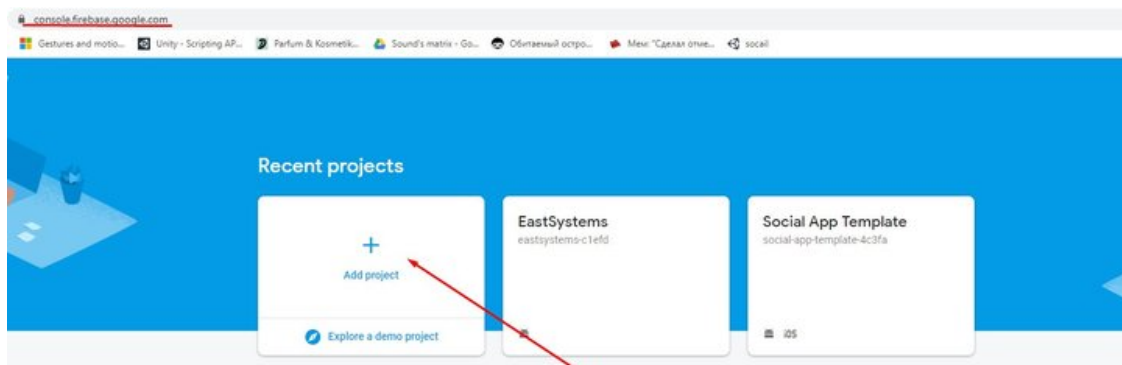 console.firebase.google.com
Gestures and motio... Unity - Scripting AP... Parfum & Kosmetik... Sound's matrix - Go... Обитаемый остро... Мем: "Сделал отме... socail
Recent projects
Add project
Explore a demo project
EastSystems
eastsystems-c1efd
Social App Template
social-app-template-4c3fa
iOS